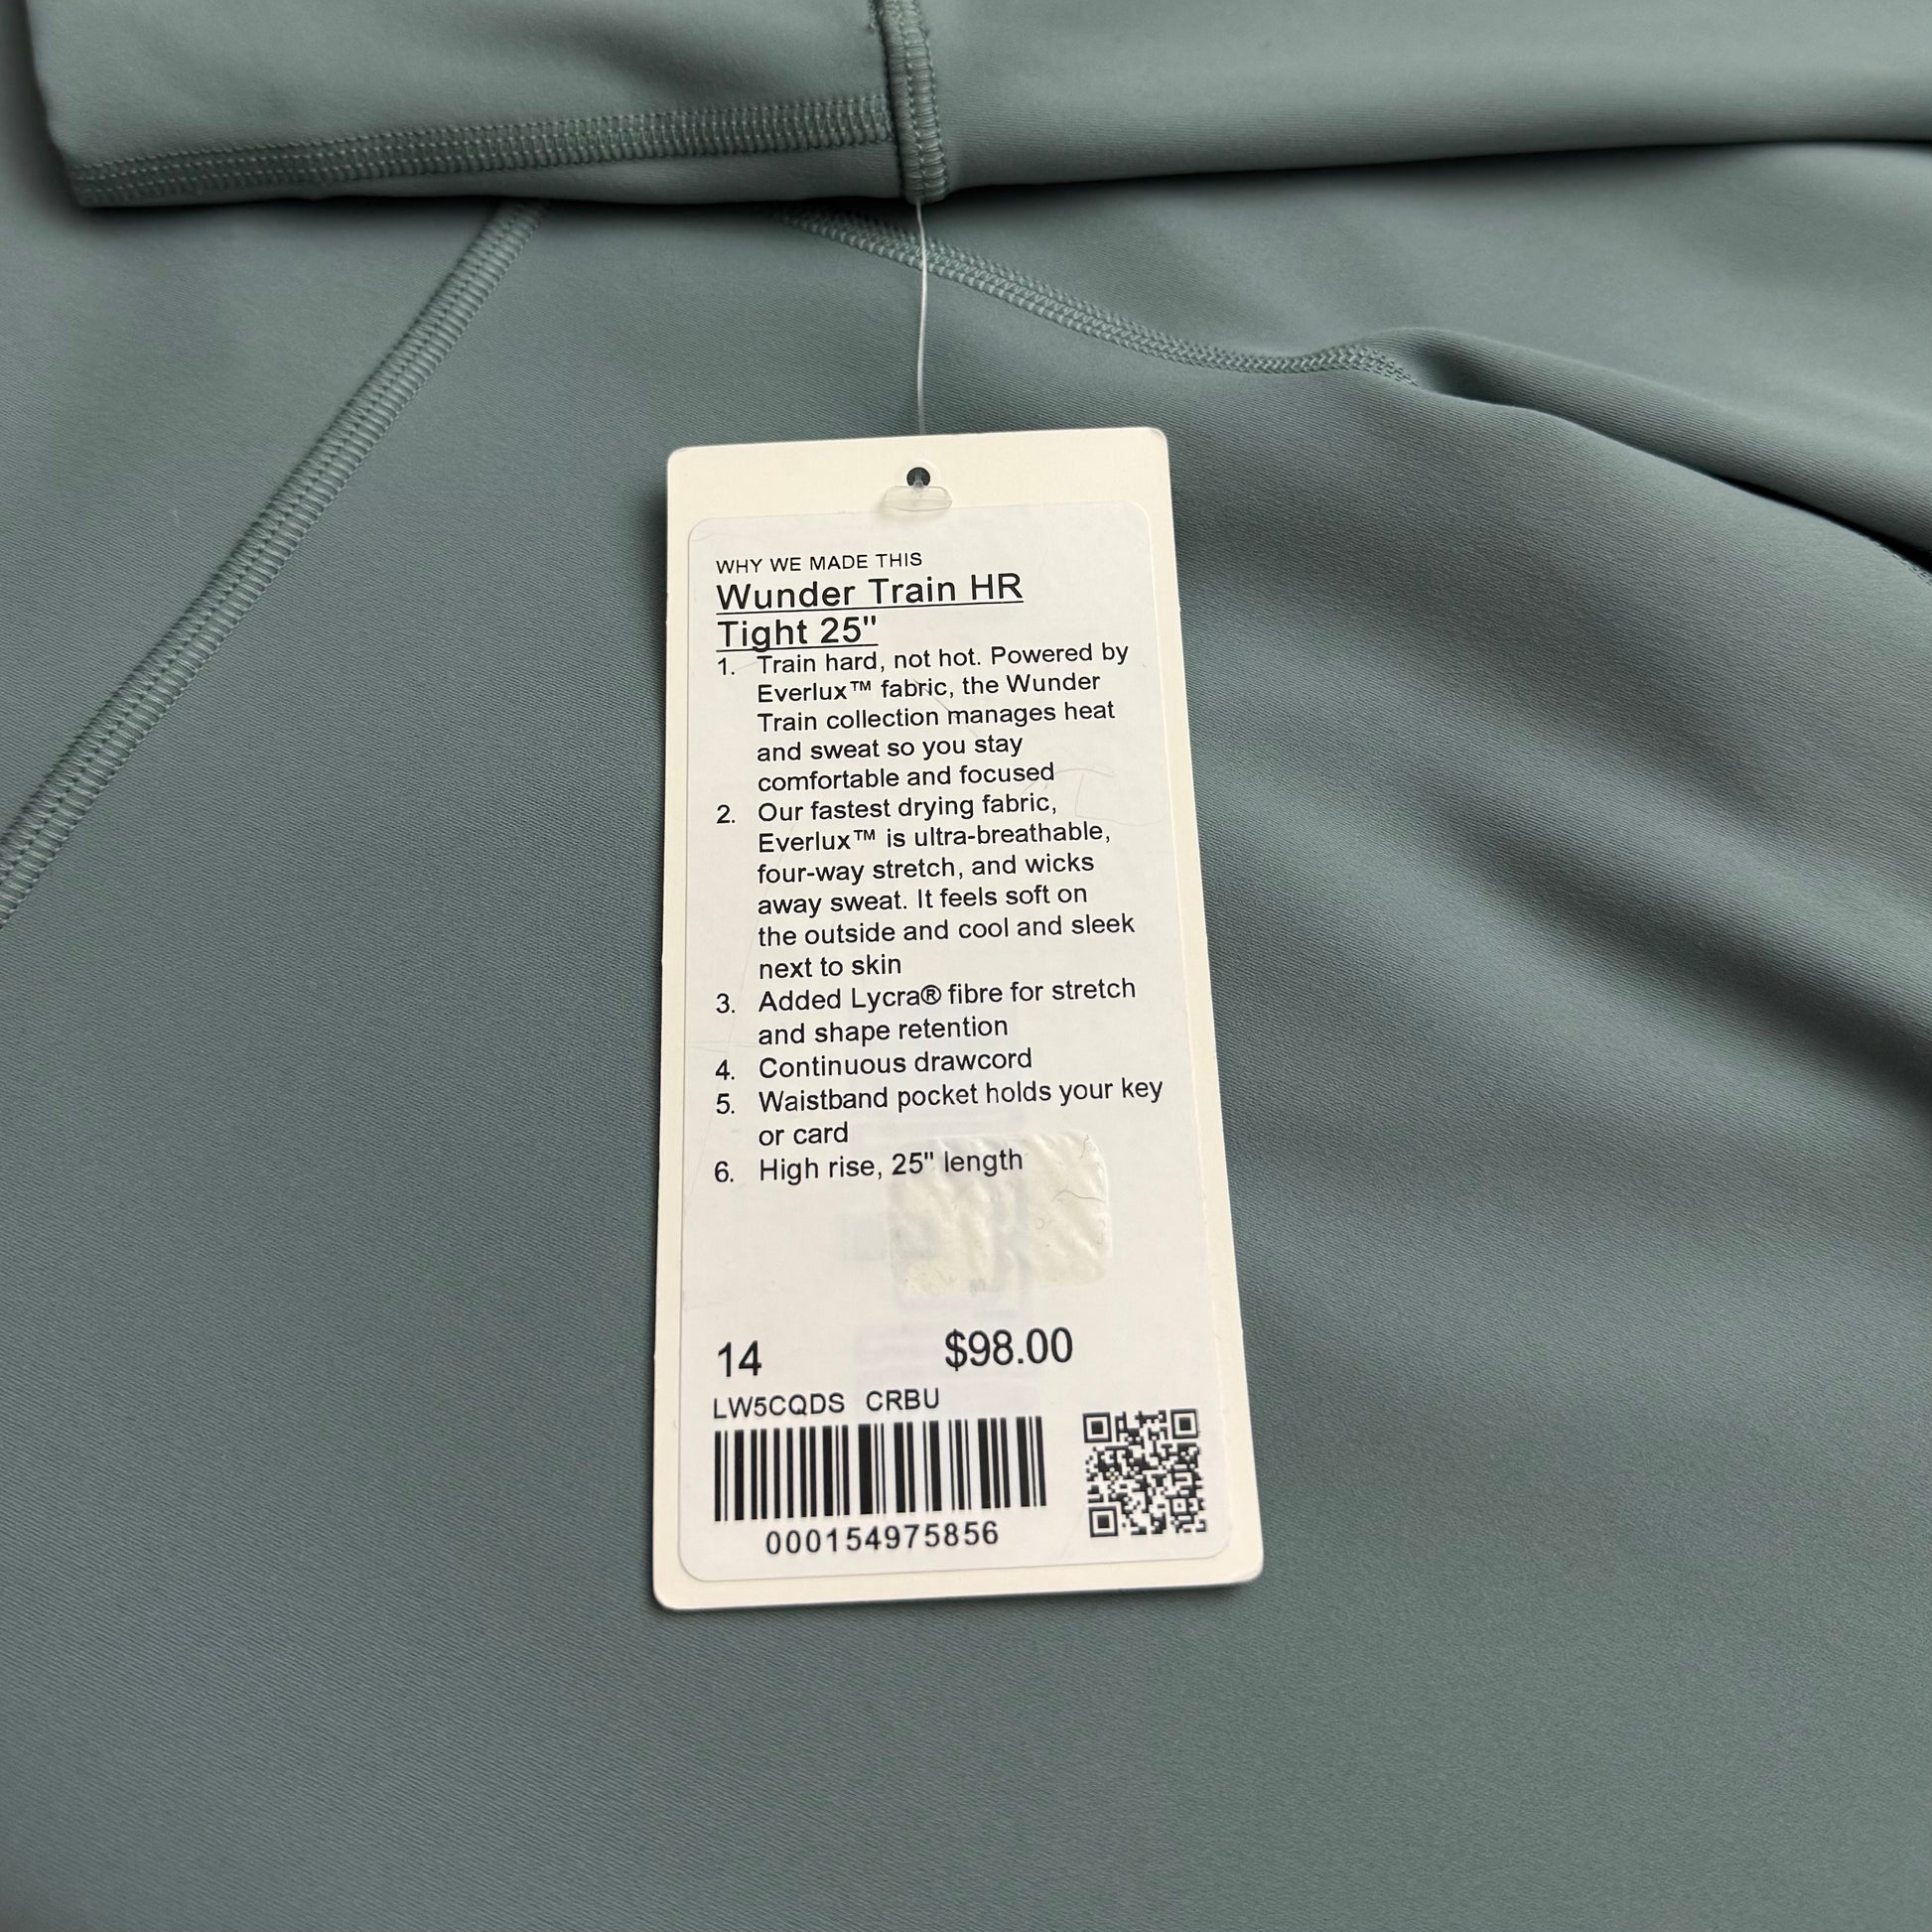 WHY WE MADE THIS
Wunder Train HR
Tight 25"
1. Train hard, not hot. Powered by
Everlux™ fabric, the Wunder
Train collection manages heat
and sweat so you stay
comfortable and focused
2. Our fastest drying fabric,
Everlux™ is ultra-breathable,
four-way stretch, and wicks
away sweat. It feels soft on
the outside and cool and sleek
next to skin
3. Added Lycra® fibre for stretch
and shape retention
4. Continuous drawcord
5. Waistband pocket holds your key
or card
6. High rise, 25" length
14 $98.00
LW5CQDS CRBU
000154975856